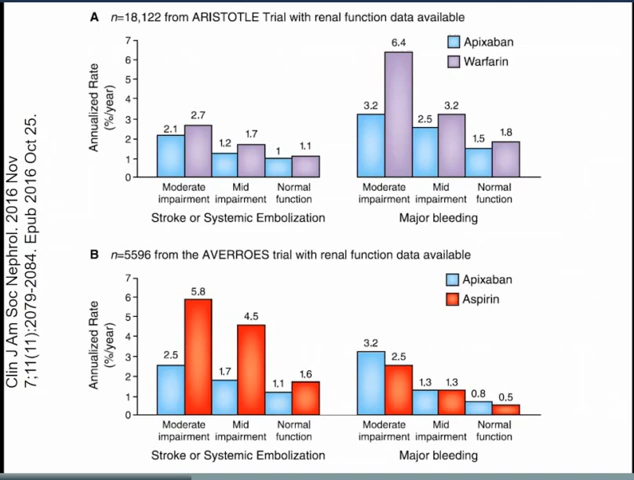 Clin J Am Soc Nephrol. 2016 Nov
7;11(11):2079-2084. Epub 2016 Oct 25.
A n=18,122 from ARISTOTLE Trial with renal function data available
Annualized Rate
(%/year)
7
6
5
4
3
2
1
0
Apixaban
Warfarin
2.1
2.7
1.2
1.7
1
1.1
3.2
6.4
2.5
3.2
1.5
1.8
Moderate
impairment
Mid
impairment
Normal
function
Moderate
impairment
Mid
impairment
Normal
function
Stroke or Systemic Embolization
Major bleeding
B n=5596 from the AVERROES trial with renal function data available
Annualized Rate
(%/year)
7
6
5
4
3
2
1
0
Apixaban
Aspirin
2.5
5.8
1.7
4.5
1.1
1.6
3.2
2.5
1.3
1.3
0.8
0.5
Moderate
impairment
Mid
impairment
Normal
function
Moderate
impairment
Mid
impairment
Normal
function
Stroke or Systemic Embolization
Major bleeding